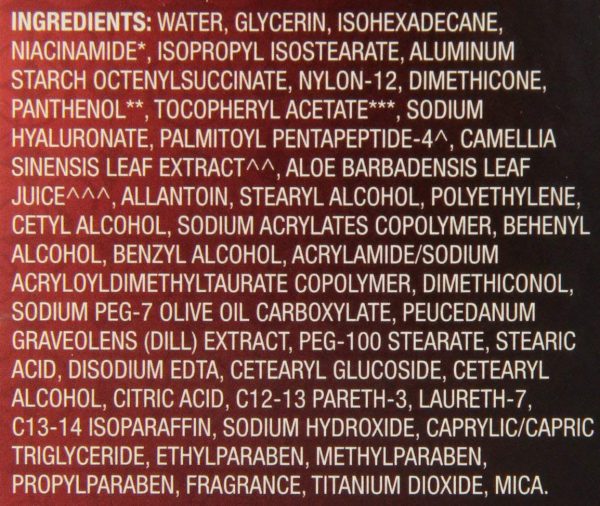 INGREDIENTS: WATER, GLYCERIN, ISOHEXADECANE,
NIACINAMIDE*, ISOPROPYL ISOSTEARATE, ALUMINUM
STARCH OCTENYLSUCCINATE, NYLON-12, DIMETHICONE,
PANTHENOL**, TOCOPHERYL ACETATE***, SODIUM
HYALURONATE, PALMITOYL PENTAPEPTIDE-4^, CAMELLIA
SINENSIS LEAF EXTRACT^^, ALOE BARBADENSIS LEAF
JUICE^^^, ALLANTOIN, STEARYL ALCOHOL, POLYETHYLENE,
CETYL ALCOHOL, SODIUM ACRYLATES COPOLYMER, BEHENYL
ALCOHOL, BENZYL ALCOHOL, ACRYLAMIDE/SODIUM
ACRYLOYLDIMETHYLTAURATE COPOLYMER, DIMETHICONOL,
SODIUM PEG-7 OLIVE OIL CARBOXYLATE, PEUCEDANUM
GRAVEOLENS (DILL) EXTRACT, PEG-100 STEARATE, STEARIC
ACID, DISODIUM EDTA, CETEARYL GLUCOSIDE, CETEARYL
ALCOHOL, CITRIC ACID, C12-13 PARETH-3, LAURETH-7,
C13-14 ISOPARAFFIN, SODIUM HYDROXIDE, CAPRYLIC/CAPRIC
TRIGLYCERIDE, ETHYLPARABEN, METHYLPARABEN,
PROPYLPARABEN, FRAGRANCE, TITANIUM DIOXIDE, MICA.